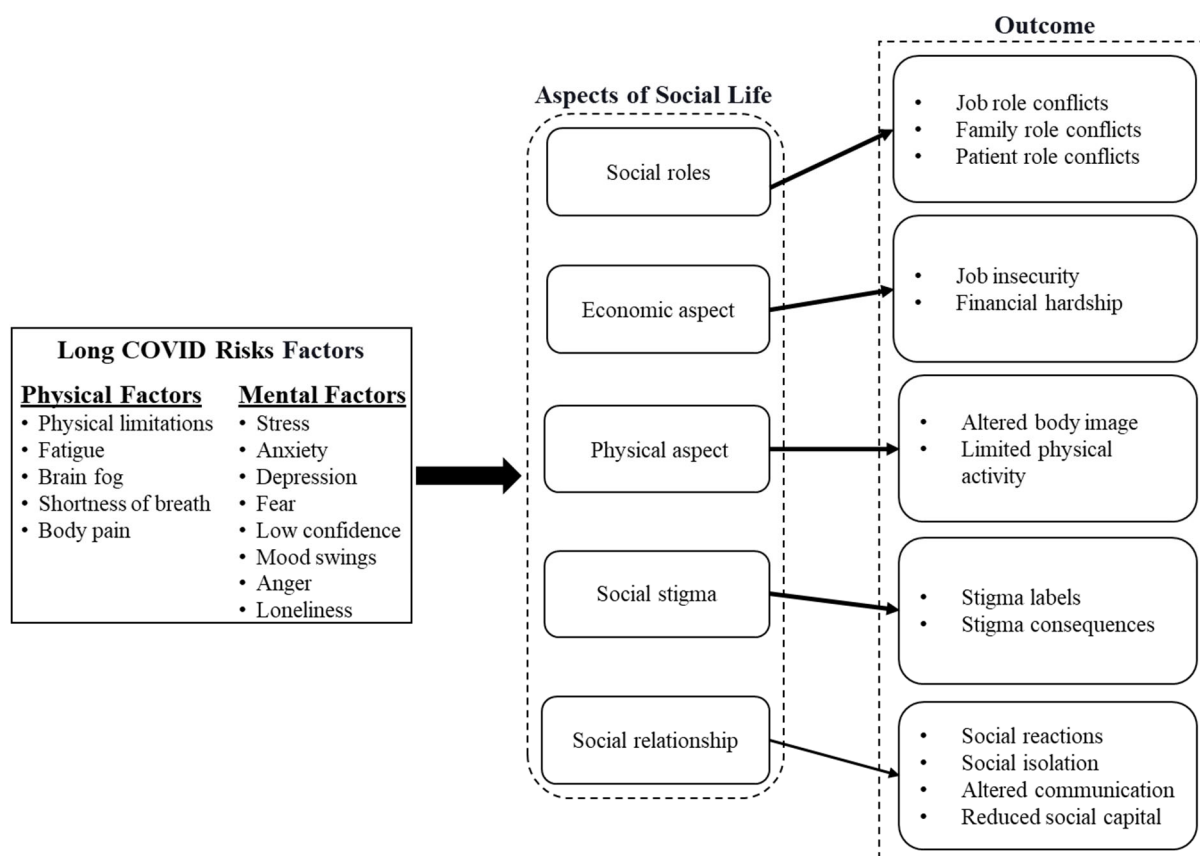 Outcome
Aspects of Social Life
• Job role conflicts
• Family role conflicts
• Patient role conflicts
Social roles
• Job insecurity
• Financial hardship
Economic aspect
Long COVID Risks Factors
Physical Factors
• Physical limitations
• Fatigue
• Brain fog
• Shortness of breath
• Body pain
Mental Factors
• Stress
• Anxiety
• Depression
• Fear
• Low confidence
• Mood swings
• Anger
• Loneliness
Physical aspect
• Altered body image
• Limited physical
activity
Social stigma
• Stigma labels
• Stigma consequences
Social relationship
• Social reactions
• Social isolation
• Altered communication
• Reduced social capital